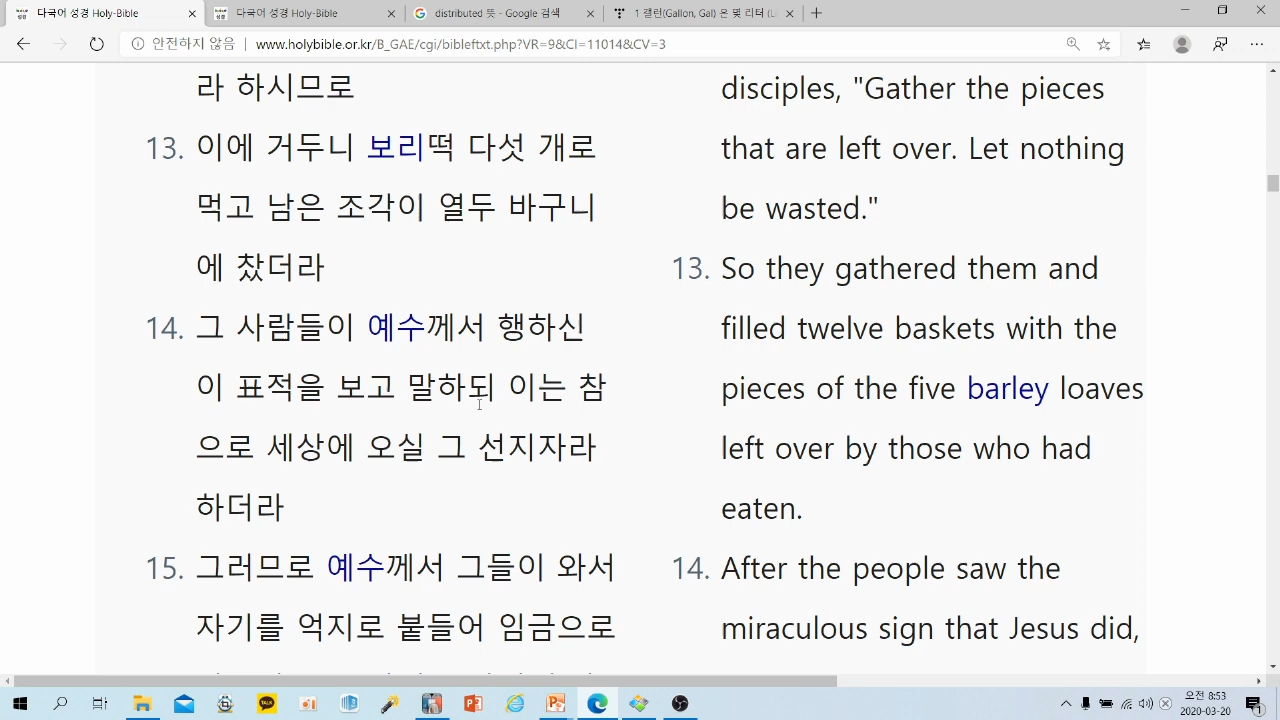 다국어 성경 Holy-Bible
다국어 성경 Holy-Bible
distributed 뜻 - Google 검색
1 갤런(Gallon, Gal) 은 몇 리터 (Li
안전하지 않음 | www.holybible.or.kr/B_GAE/cgi/bibleftxt.php?VR=9&CI=11014&CV=3
라 하시므로
13. 이에 거두니 보리떡 다섯 개로
먹고 남은 조각이 열두 바구니
에 찼더라
14. 그 사람들이 예수께서 행하신
이 표적을 보고 말하되 이는 참
으로 세상에 오실 그 선지자라
하더라
15. 그러므로 예수께서 그들이 와서
자기를 억지로 붙들어 임금으로
disciples, "Gather the pieces
that are left over. Let nothing
be wasted."
13. So they gathered them and
filled twelve baskets with the
pieces of the five barley loaves
left over by those who had
eaten.
14. After the people saw the
miraculous sign that Jesus did,
TALK
오전 8:53
2020-03-20